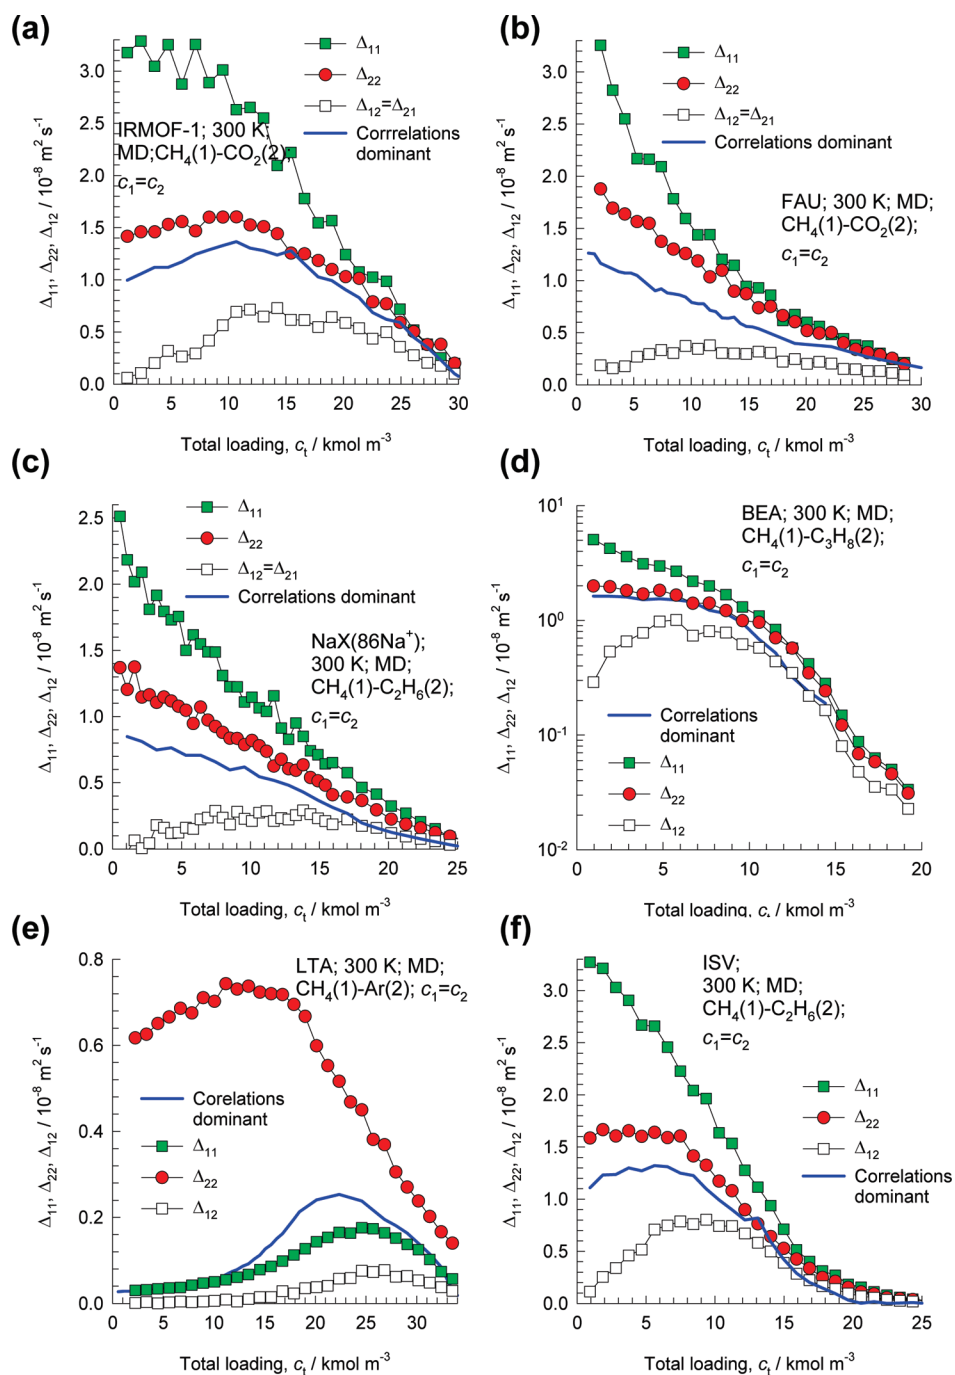 (a)
Δ11
Δ22
Δ12=Δ21
Corrrelations
dominant
IRMOF-1; 300 K;
MD;CH4(1)-CO2(2);
c1=c2
Δ11, Δ22, Δ12 / 10-8 m2 s-1
3.0
2.5
2.0
1.5
1.0
0.5
0.0
0 5 10 15 20 25 30
Total loading, ct / kmol m-3
(b)
Δ11
Δ22
Δ12=Δ21
Correlations dominant
FAU; 300 K; MD;
CH4(1)-CO2(2);
c1=c2
Δ11, Δ22, Δ12 / 10-8 m2 s-1
3.0
2.5
2.0
1.5
1.0
0.5
0.0
0 5 10 15 20 25 30
Total loading, ct / kmol m-3
(c)
Δ11
Δ22
Δ12=Δ21
Correlations dominant
NaX(86Na+);
300 K; MD;
CH4(1)-C2H6(2);
c1=c2
Δ11, Δ22, Δ12 / 10-8 m2 s-1
2.5
2.0
1.5
1.0
0.5
0.0
0 5 10 15 20 25
Total loading, ct / kmol m-3
(d)
BEA; 300 K; MD;
CH4(1)-C3H8(2);
c1=c2
Correlations
dominant
Δ11
Δ22
Δ12
Δ11, Δ22, Δ12 / 10-8 m2 s-1
101
100
10-1
10-2
0 5 10 15 20
Total loading, ct / kmol m-3
(e)
LTA; 300 K; MD;
CH4(1)-Ar(2); c1=c2
Corelations
dominant
Δ11
Δ22
Δ12
Δ11, Δ22, Δ12 / 10-8 m2 s-1
0.8
0.6
0.4
0.2
0.0
0 5 10 15 20 25 30
Total loading, ct / kmol m-3
(f)
ISV;
300 K; MD;
CH4(1)-C2H6(2);
c1=c2
Δ11
Δ22
Δ12
Correlations
dominant
Δ11, Δ22, Δ12 / 10-8 m2 s-1
3.0
2.5
2.0
1.5
1.0
0.5
0.0
0 5 10 15 20 25
Total loading, ct / kmol m-3